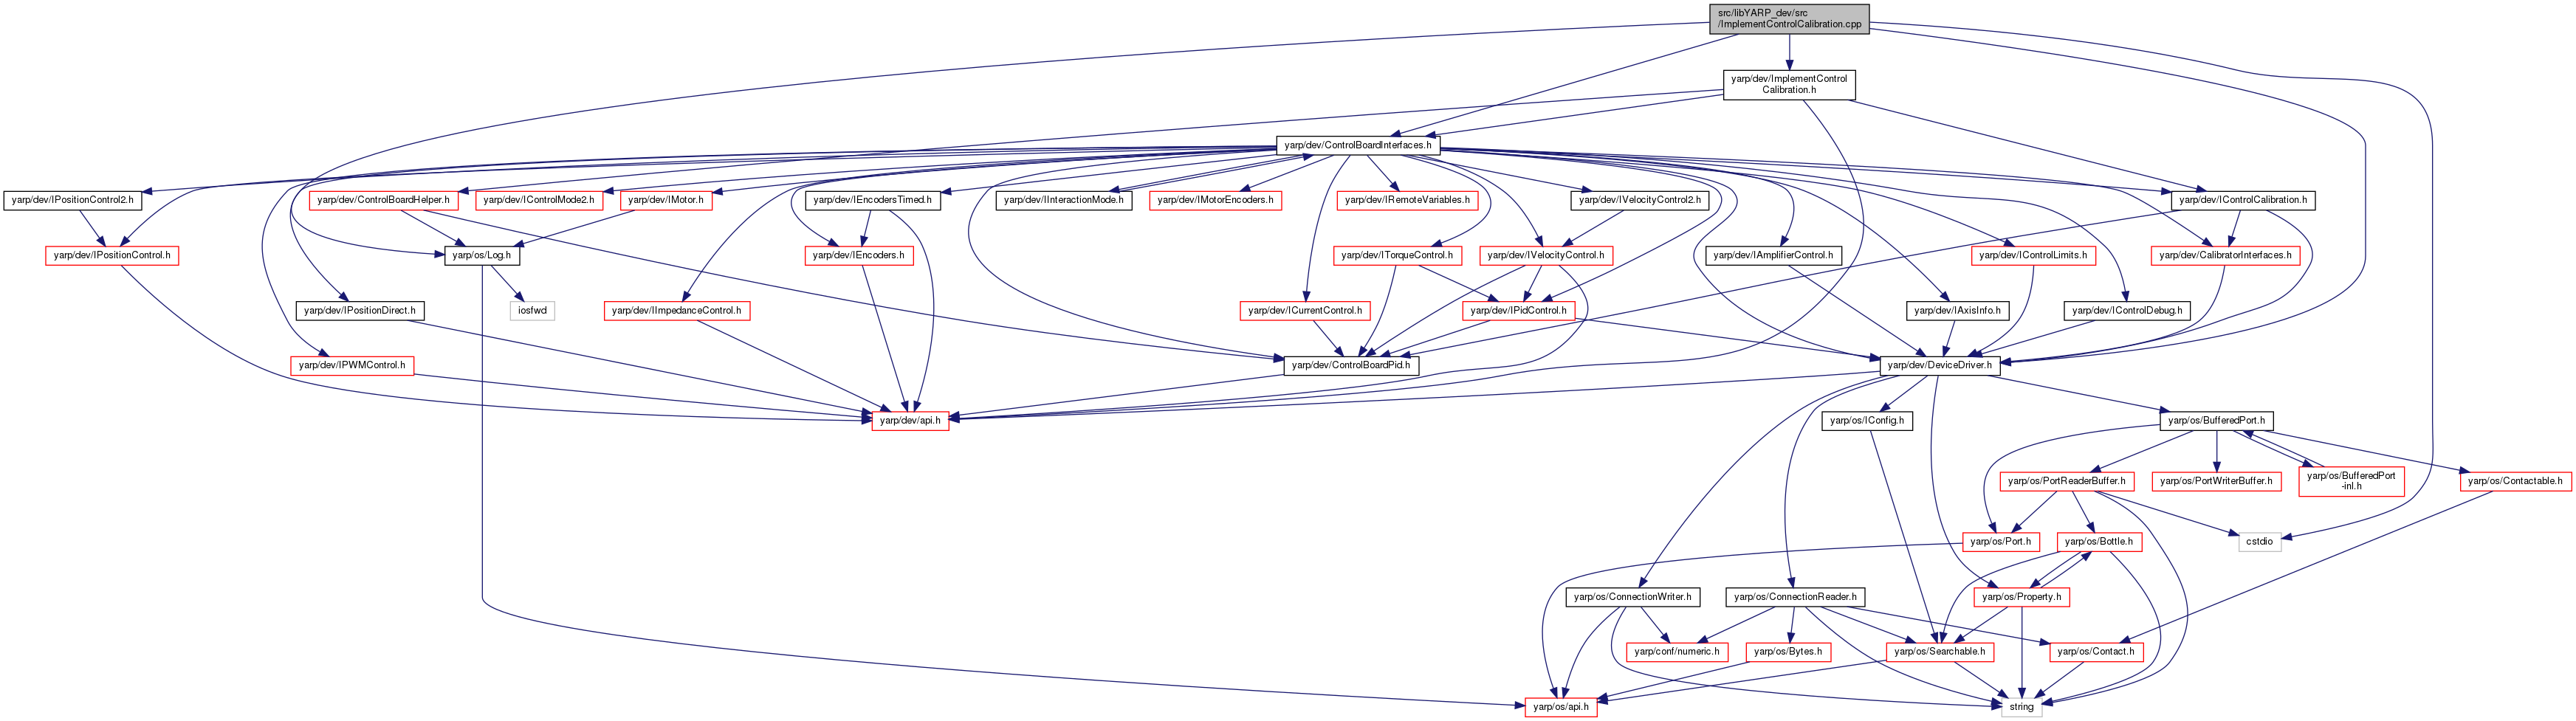 src/libYARP_dev/src
/ImplementControlCalibration.cpp
yarp/dev/ImplementControl
Calibration.h
yarp/dev/ControlBoardInterfaces.h
yarp/dev/IPositionControl2.h
yarp/dev/ControlBoardHelper.h
yarp/dev/IControlMode2.h
yarp/dev/IMotor.h
yarp/dev/IEncodersTimed.h
yarp/dev/IInteractionMode.h
yarp/dev/IMotorEncoders.h
yarp/dev/IRemoteVariables.h
yarp/dev/IVelocityControl2.h
yarp/dev/IControlCalibration.h
yarp/dev/IPositionControl.h
yarp/os/Log.h
yarp/dev/IEncoders.h
yarp/dev/ITorqueControl.h
yarp/dev/IVelocityControl.h
yarp/dev/IAmplifierControl.h
yarp/dev/IControlLimits.h
yarp/dev/CalibratorInterfaces.h
yarp/dev/IPositionDirect.h
iosfwd
yarp/dev/IImpedanceControl.h
yarp/dev/ICurrentControl.h
yarp/dev/IPidControl.h
yarp/dev/IAxisInfo.h
yarp/dev/IControlDebug.h
yarp/dev/IPWMControl.h
yarp/dev/ControlBoardPid.h
yarp/dev/DeviceDriver.h
yarp/dev/api.h
yarp/os/IConfig.h
yarp/os/BufferedPort.h
yarp/os/PortReaderBuffer.h
yarp/os/PortWriterBuffer.h
yarp/os/BufferedPort
-inl.h
yarp/os/Contactable.h
yarp/os/Port.h
yarp/os/Bottle.h
cstdio
yarp/os/ConnectionWriter.h
yarp/os/ConnectionReader.h
yarp/os/Property.h
yarp/conf/numeric.h
yarp/os/Bytes.h
yarp/os/Searchable.h
yarp/os/Contact.h
yarp/os/api.h
string